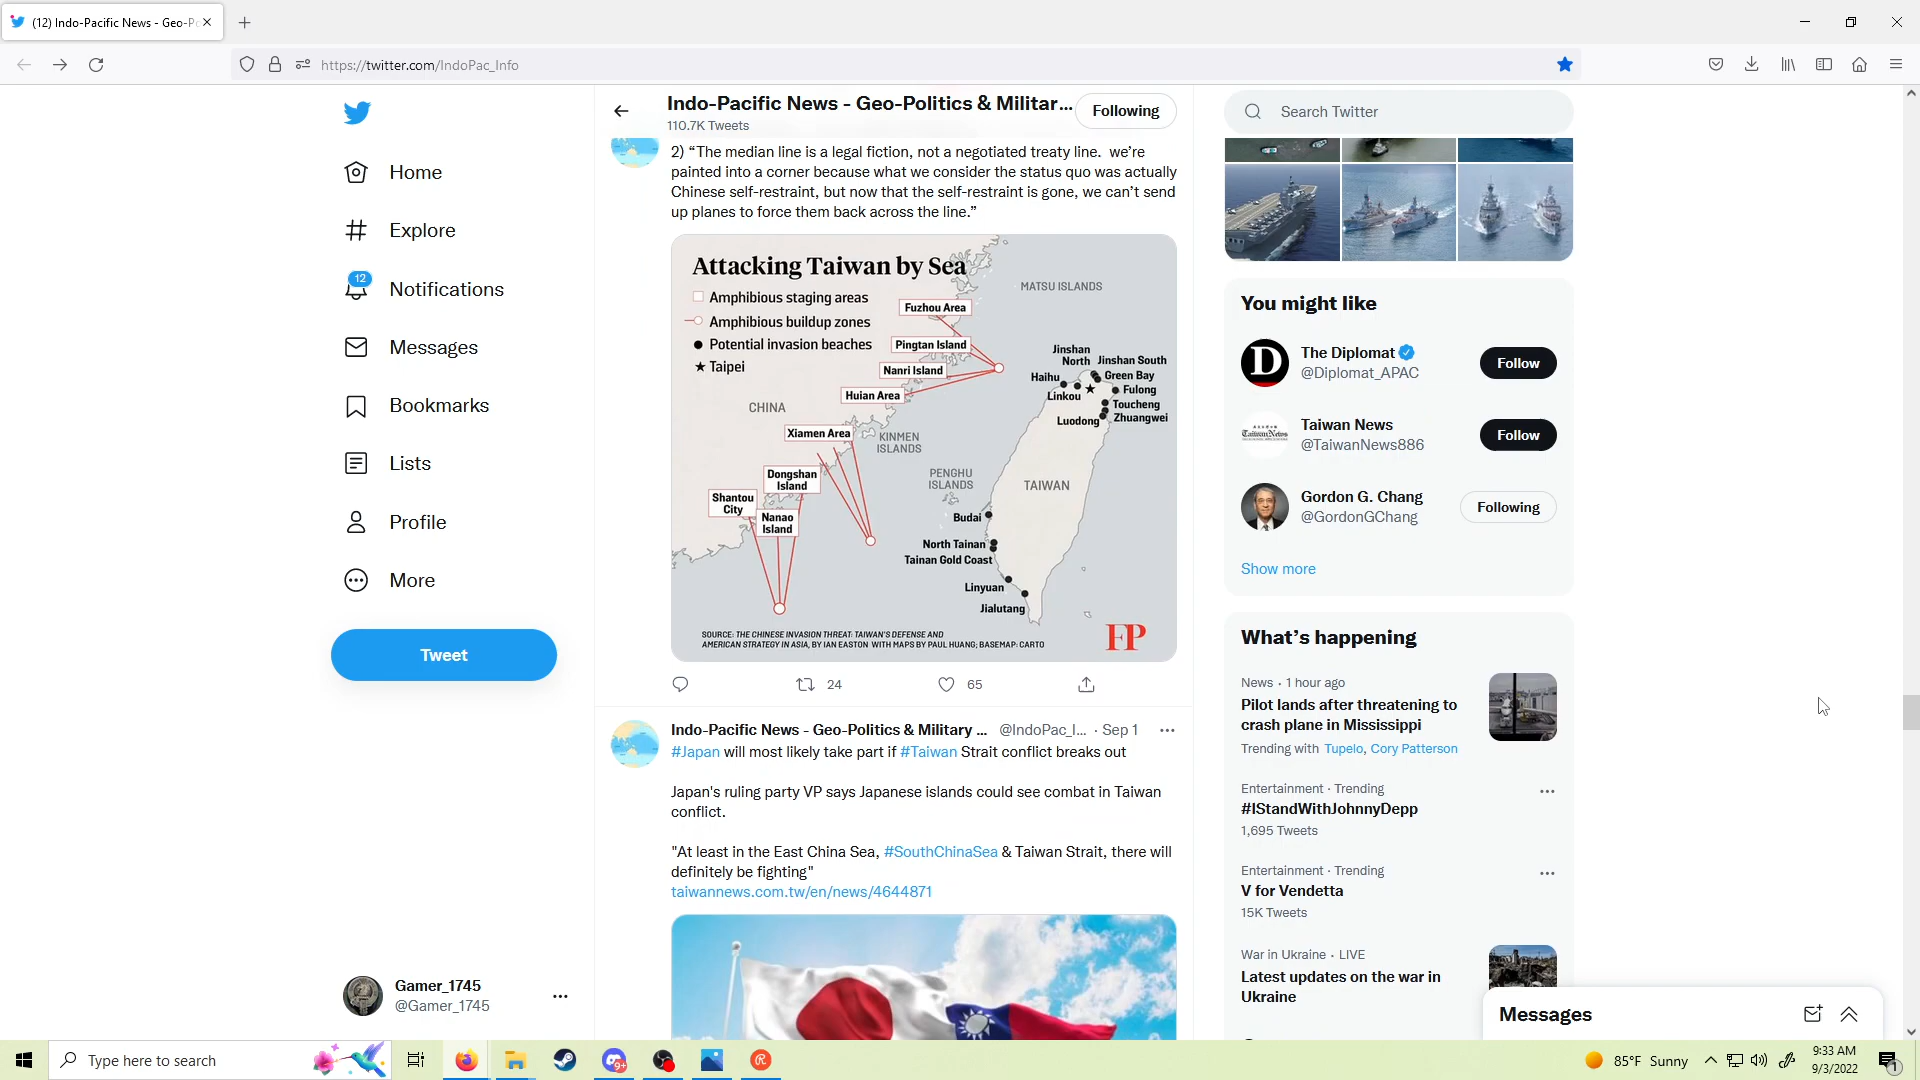 (12) Indo-Pacific News - Geo-Po
https://twitter.com/IndoPac_Info
Home
Explore
12
Notifications
Messages
Bookmarks
Lists
Profile
More
Tweet
Gamer_1745
@Gamer_1745
Indo-Pacific News - Geo-Politics & Militar...
110.7K Tweets
Following
2) “The median line is a legal fiction, not a negotiated treaty line. we’re
painted into a corner because what we consider the status quo was actually
Chinese self-restraint, but now that the self-restraint is gone, we can’t send
up planes to force them back across the line.”
Attacking Taiwan by Sea
Amphibious staging areas
Amphibious buildup zones
Potential invasion beaches
★ Taipei
MATSU ISLANDS
Fuzhou Area
Pingtan Island
Nanri Island
Huian Area
CHINA
Xiamen Area
KINMEN
ISLANDS
Dongshan
Island
Shantou
City
Nanao
Island
PENGHU
ISLANDS
TAIWAN
Jinshan
North
Jinshan South
Haihu
Green Bay
Linkou
Fulong
Toucheng
Luodong
Zhuangwei
Budai
North Tainan
Tainan Gold Coast
Linyuan
Jialutang
SOURCE: THE CHINESE INVASION THREAT: TAIWAN'S DEFENSE AND
AMERICAN STRATEGY IN ASIA, BY IAN EASTON WITH MAPS BY PAUL HUANG; BASEMAP: CARTO
FP
24
65
Indo-Pacific News - Geo-Politics & Military ... @IndoPac_I... · Sep 1
#Japan will most likely take part if #Taiwan Strait conflict breaks out
Japan's ruling party VP says Japanese islands could see combat in Taiwan
conflict.
"At least in the East China Sea, #SouthChinaSea & Taiwan Strait, there will
definitely be fighting"
taiwannews.com.tw/en/news/4644871
Search Twitter
You might like
The Diplomat
@Diplomat_APAC
Follow
Taiwan News
@TaiwanNews886
Follow
Gordon G. Chang
@GordonGChang
Following
Show more
What’s happening
News · 1 hour ago
Pilot lands after threatening to
crash plane in Mississippi
Trending with Tupelo, Cory Patterson
Entertainment · Trending
#IStandWithJohnnyDepp
1,695 Tweets
Entertainment · Trending
V for Vendetta
15K Tweets
War in Ukraine · LIVE
Latest updates on the war in
Ukraine
Messages
Type here to search
9+
85°F Sunny
9:33 AM
9/3/2022
1